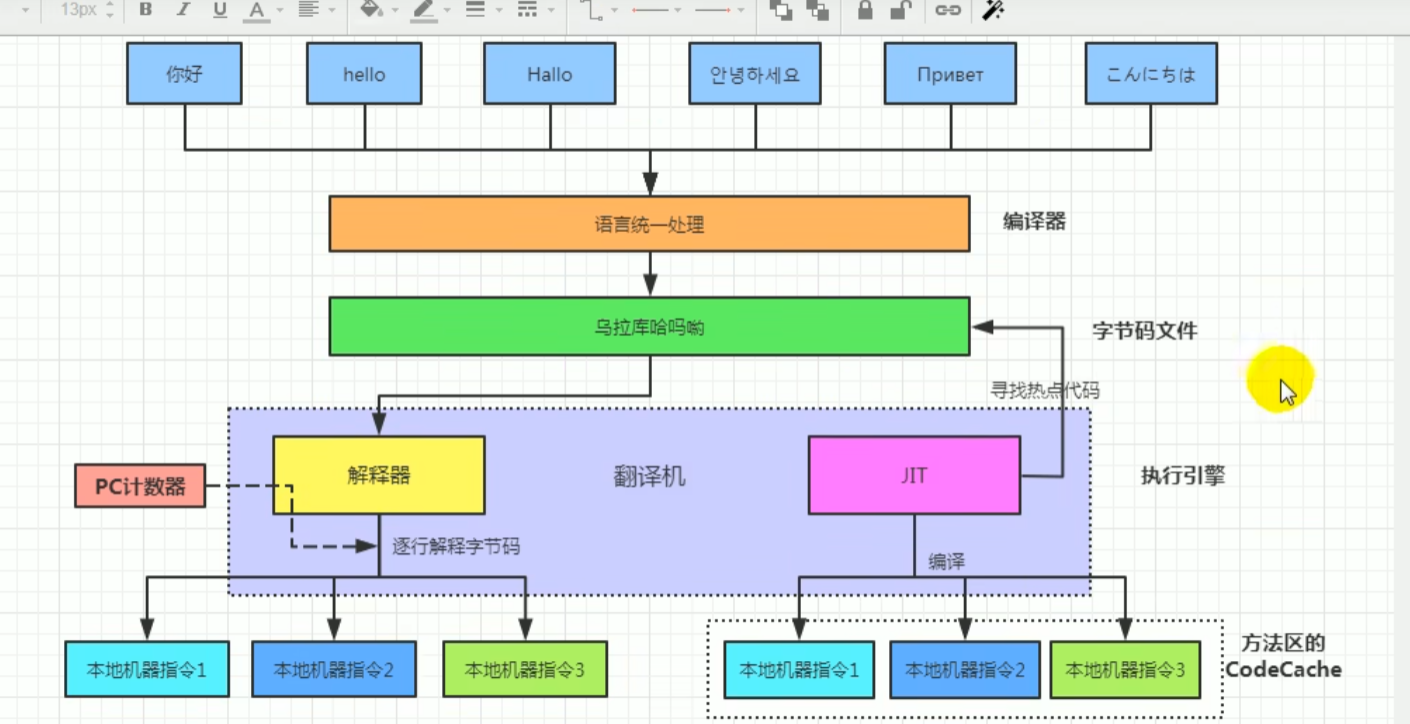 13px B I U A
你好
hello
Hallo
안녕하세요
Привет
こんにちは
语言统一处理
编译器
乌拉库哈吗呦
字节码文件
寻找热点代码
PC计数器
解释器
翻译机
JIT
执行引擎
逐行解释字节码
编译
本地机器指令1
本地机器指令2
本地机器指令3
本地机器指令1
本地机器指令2
本地机器指令3
方法区的
CodeCache